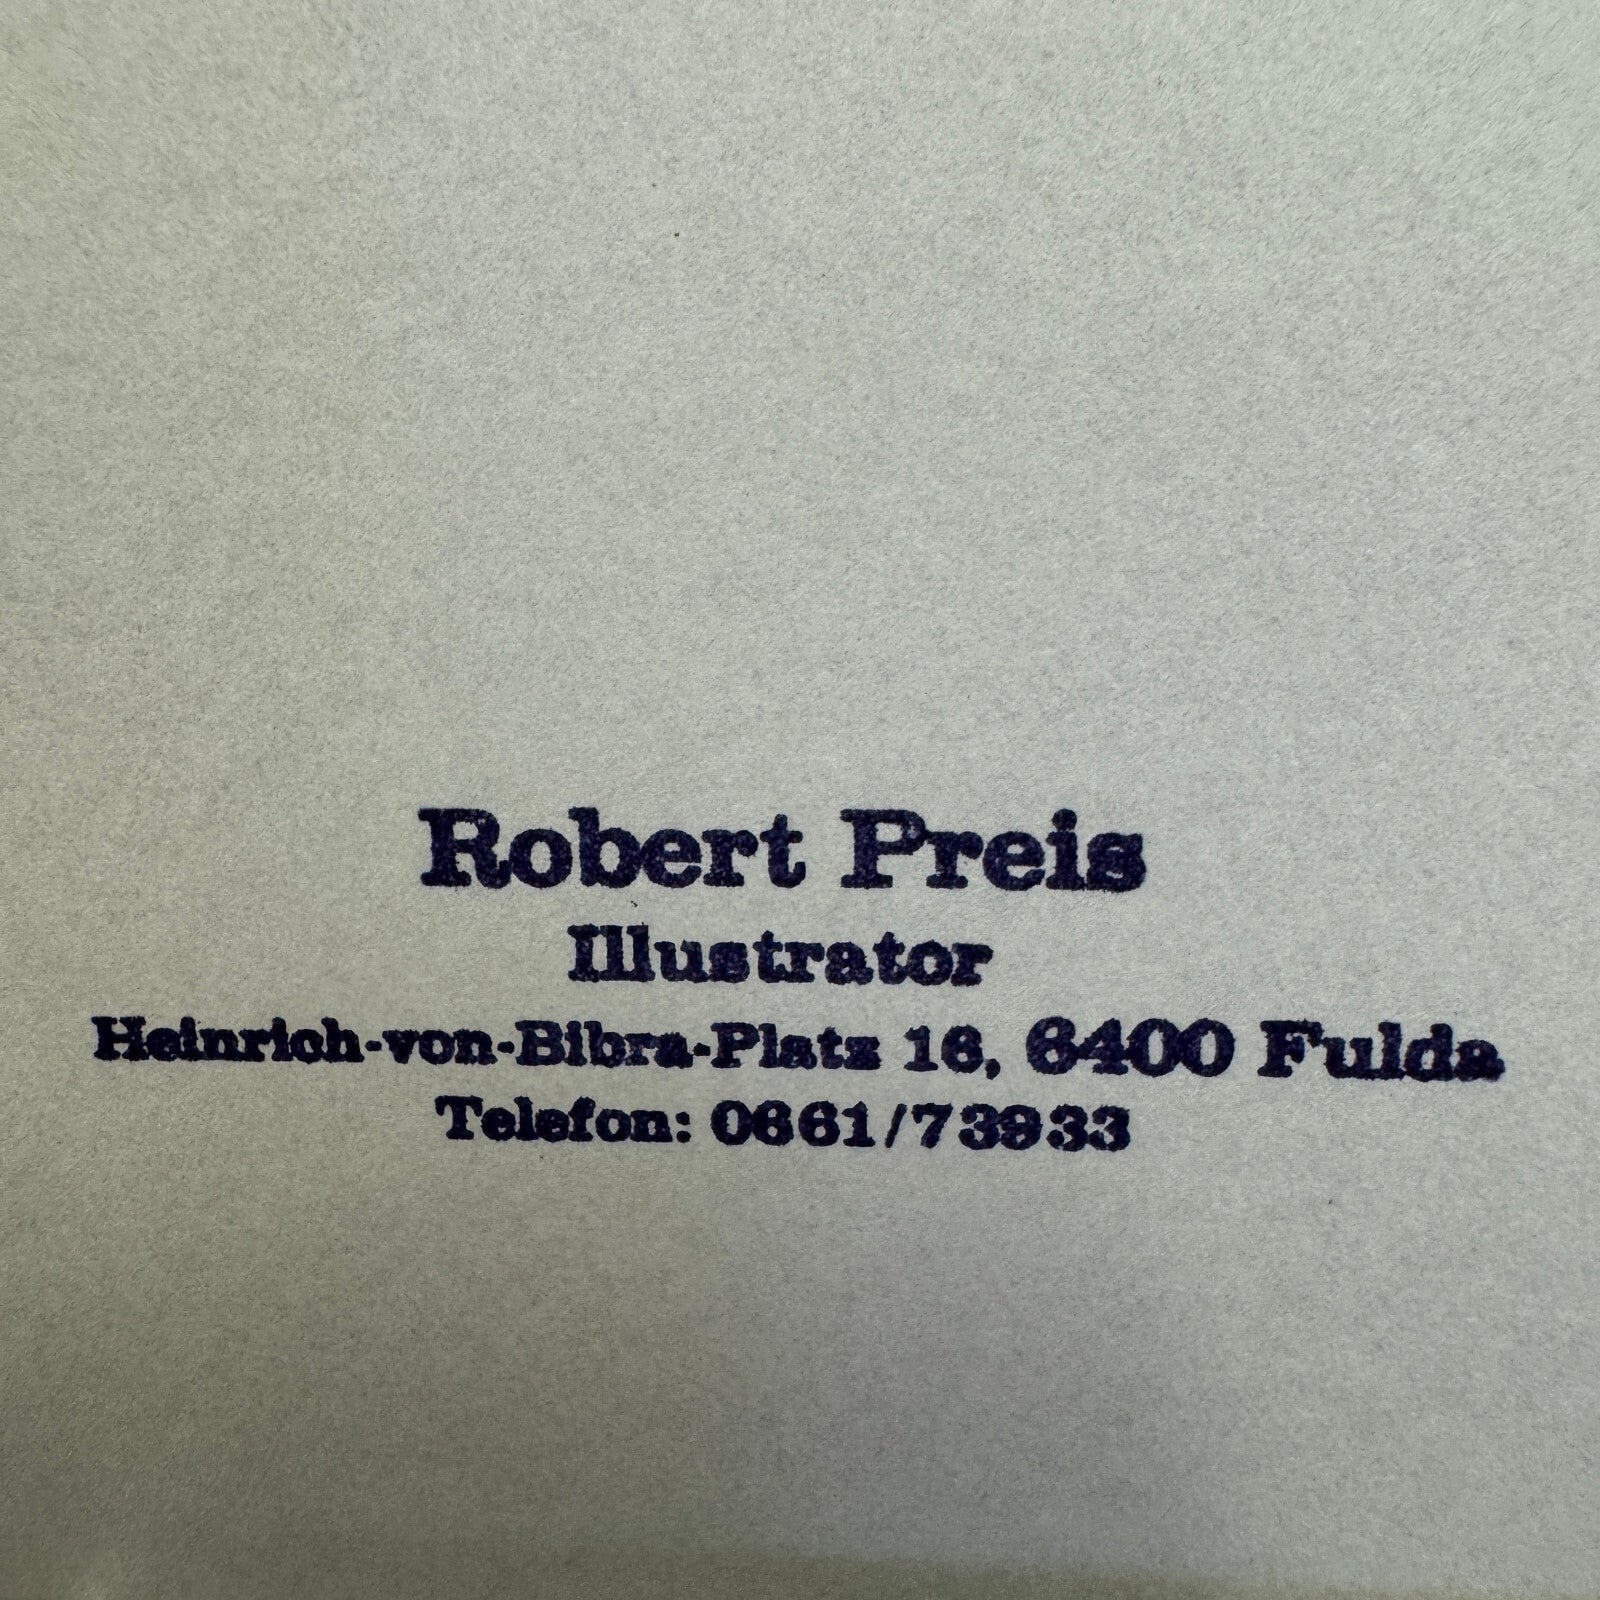 Robert Preis
Illustrator
Heinrich-von-Bibra-Platz 16, 6400 Fulda
Telefon: 0661/73933